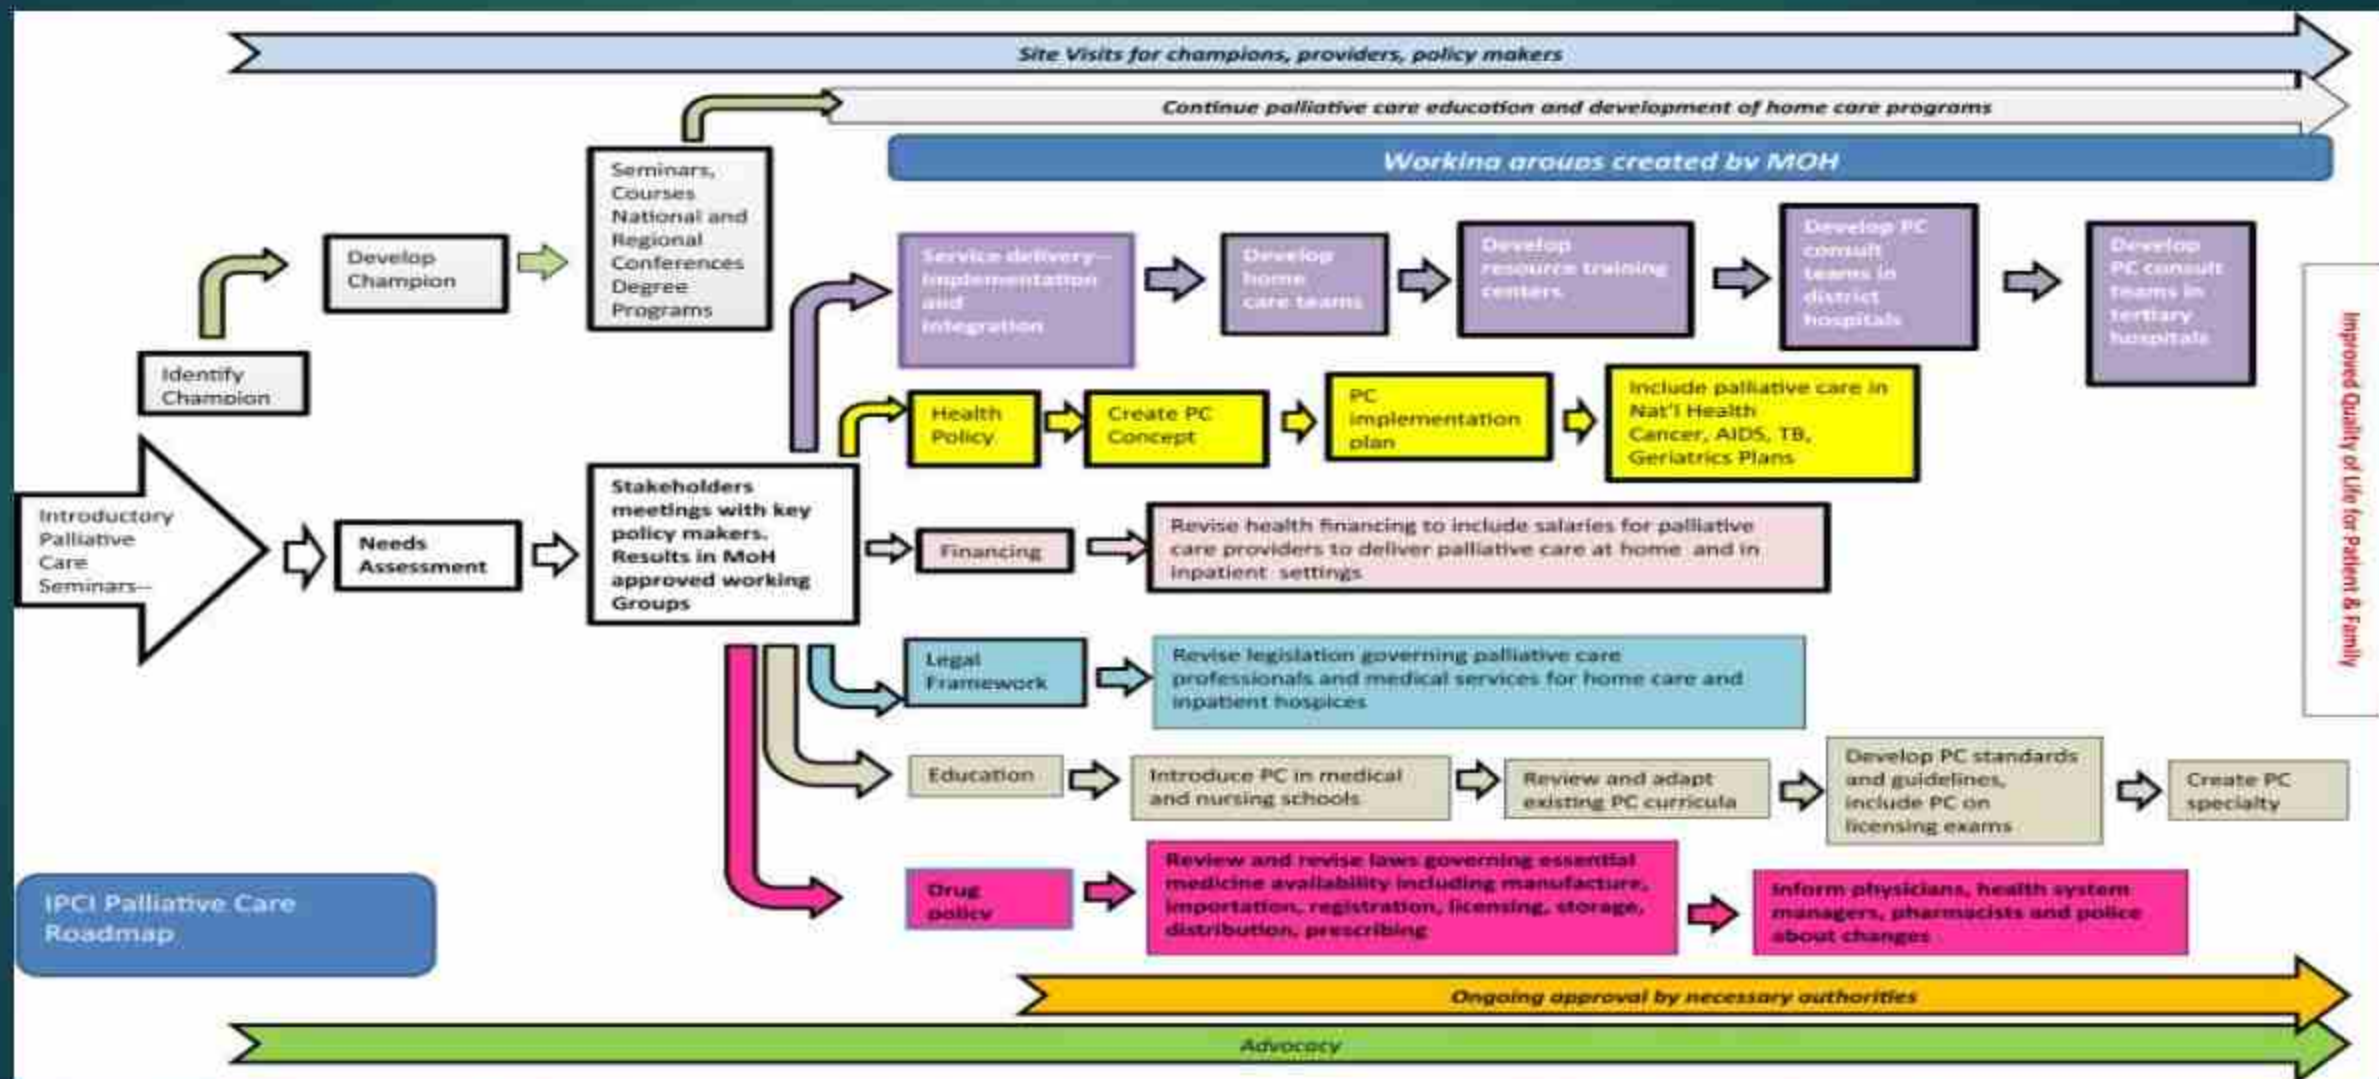 Site Visits for champions, providers, policy makers
Continue palliative care education and development of home care programs
Working groups created by MOH
Seminars,
Courses
National and
Regional
Conferences
Degree
Programs
Develop
Champion
Identify
Champion
Service delivery--
Implementation
and
Integration
Develop
home
care teams
Develop
resource training
centers
Develop PC
consult
teams in
district
hospitals
Develop
PC consult
teams in
tertiary
hospitals
Health
Policy
Create PC
Concept
PC
implementation
plan
Include palliative care in
Nat'l Health
Cancer, AIDS, TB,
Geriatrics Plans
Introductory
Palliative
Care
Seminars--
Needs
Assessment
Stakeholders
meetings with key
policy makers.
Results in MoH
approved working
Groups
Financing
Revise health financing to include salaries for palliative
care providers to deliver palliative care at home and in
inpatient settings
Legal
Framework
Revise legislation governing palliative care
professionals and medical services for home care and
inpatient hospices
Education
Introduce PC in medical
and nursing schools
Review and adapt
existing PC curricula
Develop PC standards
and guidelines,
include PC on
licensing exams
Create PC
specialty
Drug
policy
Review and revise laws governing essential
medicine availability including manufacture,
importation, registration, licensing, storage,
distribution, prescribing
Inform physicians, health system
managers, pharmacists and police
about changes
Improved Quality of Life for Patient & Family
IPCI Palliative Care
Roadmap
Ongoing approval by necessary authorities
Advocacy